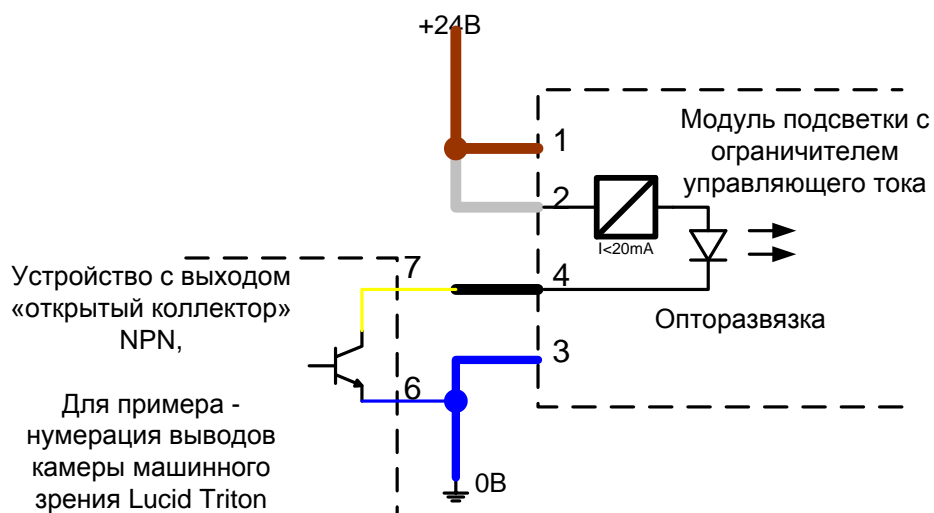 +24В
1
Модуль подсветки с
ограничителем
управляющего тока
2
I<20mA
Устройство с выходом
«открытый коллектор»
NPN,
7
4
Опторазвязка
3
6
Для примера -
нумерация выводов
камеры машинного
зрения Lucid Triton
0В